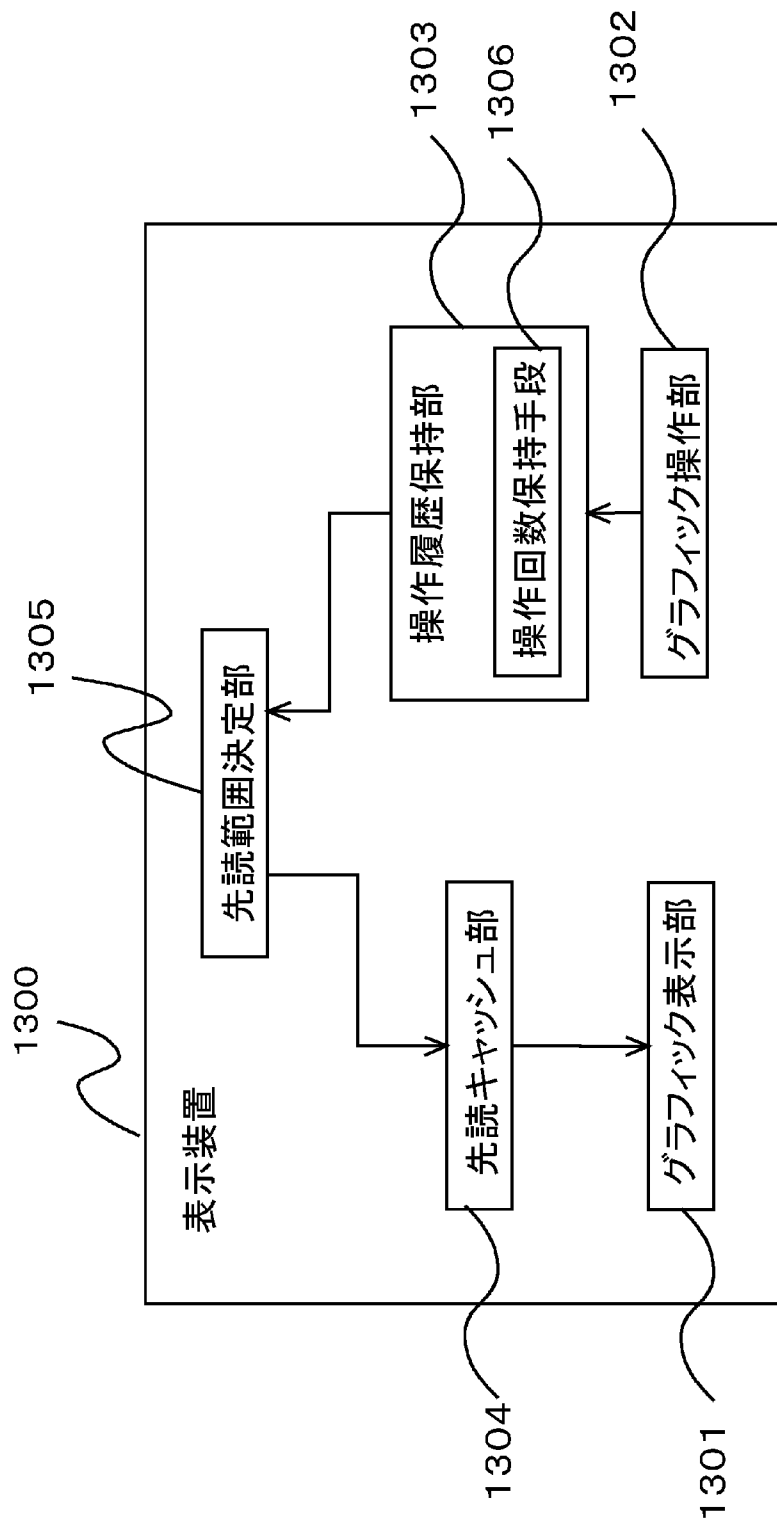 1300
表示装置
1305
先読範囲決定部
1303
操作履歴保持部
1306
操作回数保持手段
先読キャッシュ部
1304
グラフィック表示部
1301
グラフィック操作部
1302